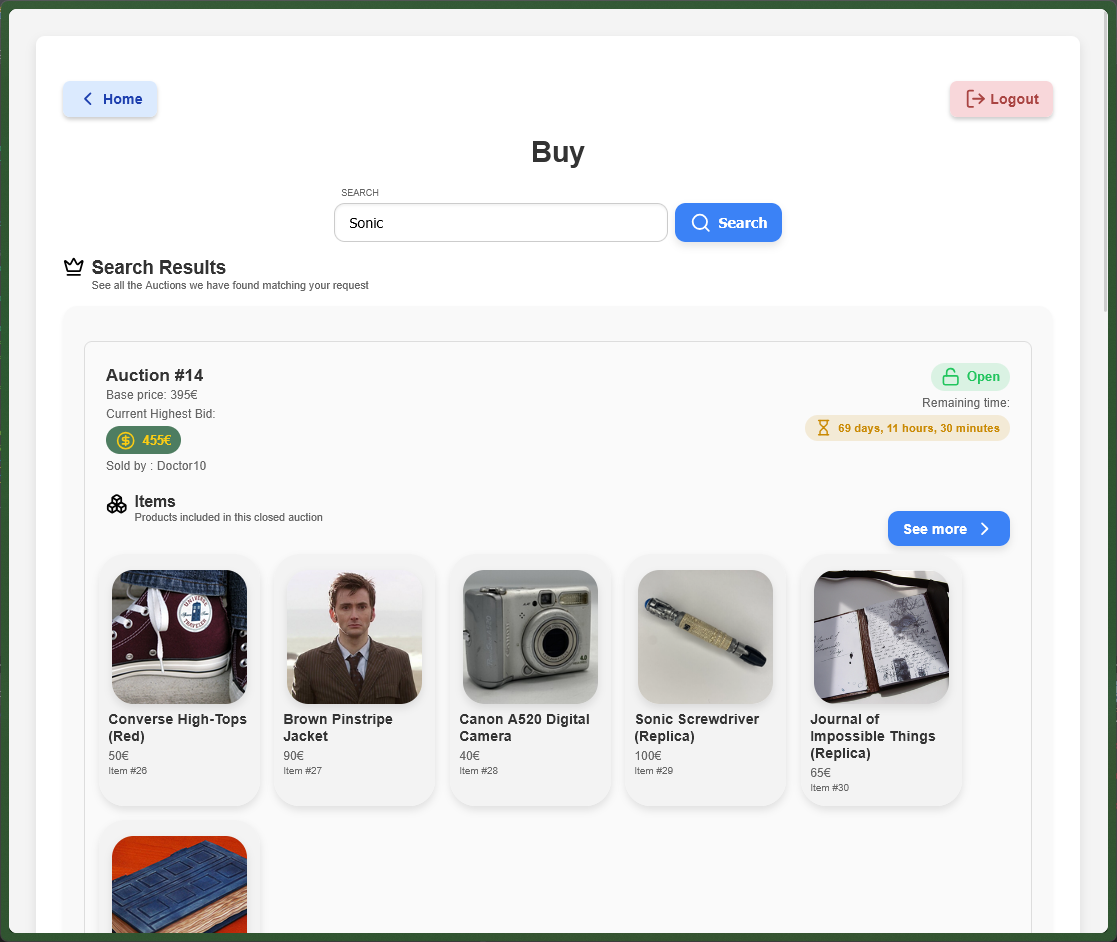 Home
Logout
Buy
SEARCH
Sonic
Search
Search Results
See all the Auctions we have found matching your request
Auction #14
Base price: 395€
Current Highest Bid:
455€
Sold by : Doctor10
Open
Remaining time:
69 days, 11 hours, 30 minutes
Items
Products included in this closed auction
See more
Converse High-Tops
(Red)
50€
Item #26
Brown Pinstripe
Jacket
90€
Item #27
Canon A520 Digital
Camera
40€
Item #28
Sonic Screwdriver
(Replica)
100€
Item #29
Journal of
Impossible Things
(Replica)
65€
Item #30